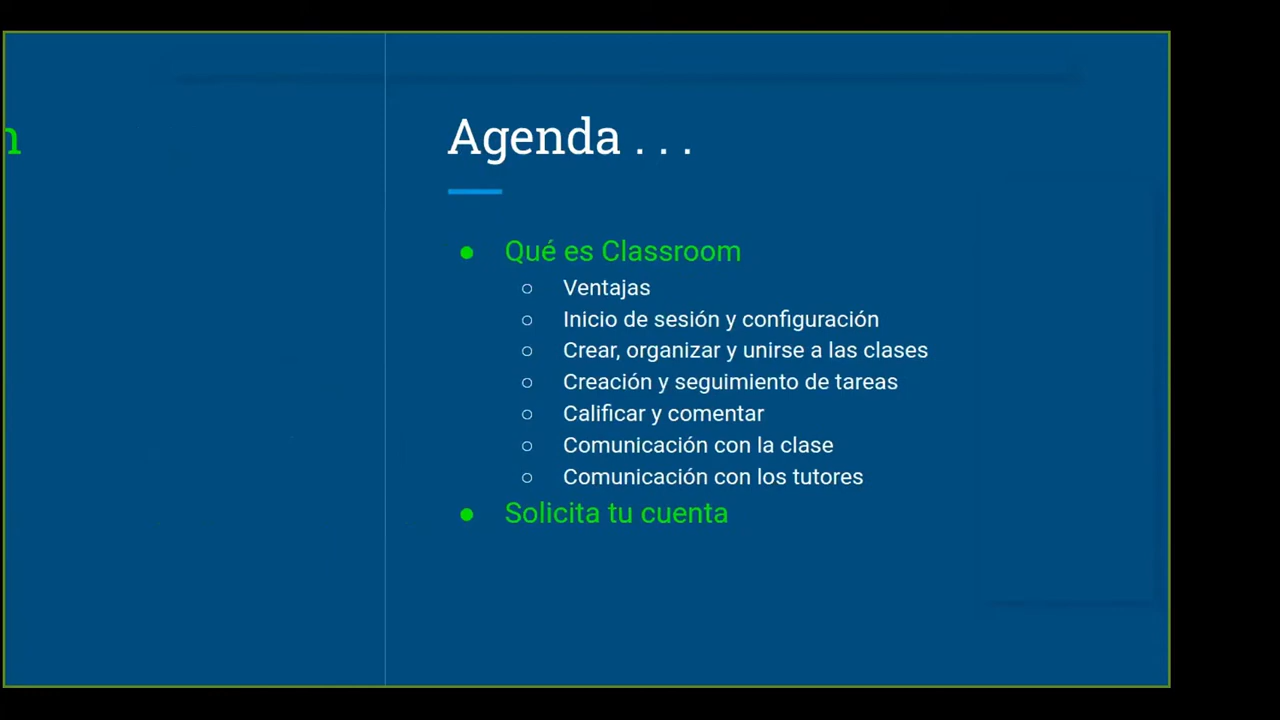 Agenda . . .
Qué es Classroom
Ventajas
Inicio de sesión y configuración
Crear, organizar y unirse a las clases
Creación y seguimiento de tareas
Calificar y comentar
Comunicación con la clase
Comunicación con los tutores
Solicita tu cuenta